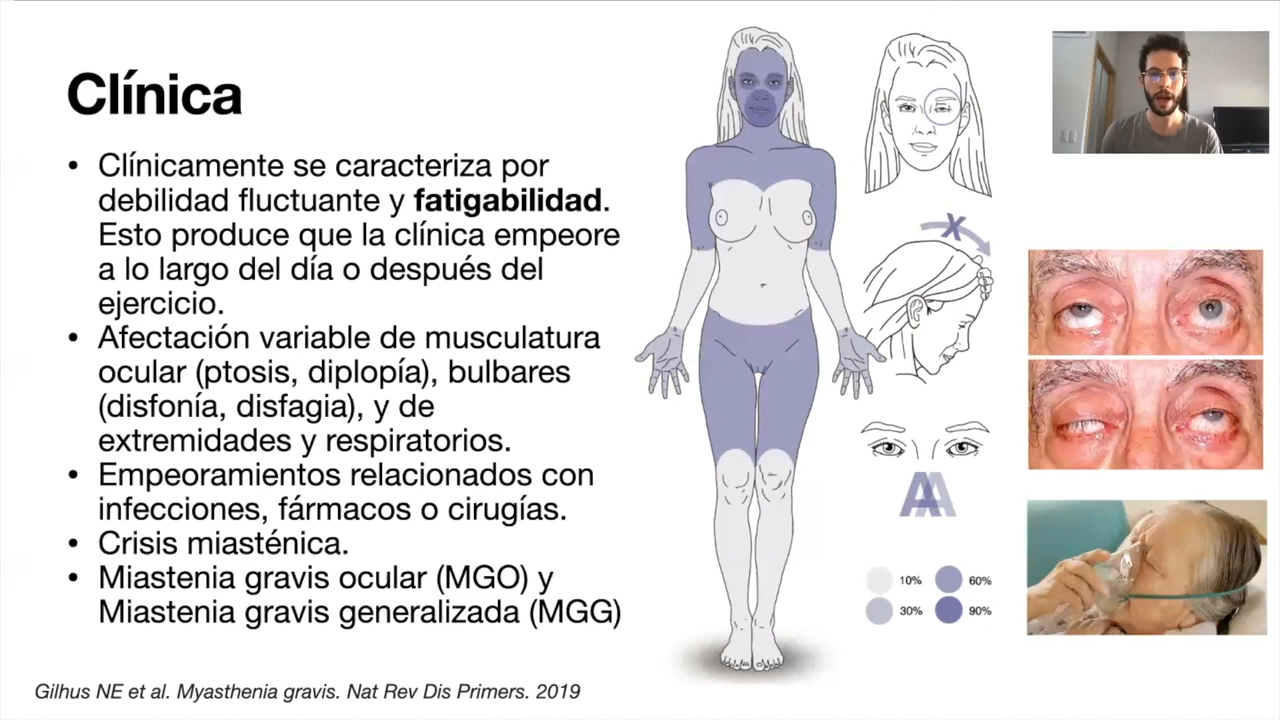 Clínica
• Clínicamente se caracteriza por
debilidad fluctuante y fatigabilidad.
Esto produce que la clínica empeore
a lo largo del día o después del
ejercicio.
• Afectación variable de musculatura
ocular (ptosis, diplopía), bulbares
(disfonía, disfagia), y de
extremidades y respiratorios.
• Empeoramientos relacionados con
infecciones, fármacos o cirugías.
• Crisis miasténica.
• Miastenia gravis ocular (MGO) y
Miastenia gravis generalizada (MGG)
X
AA
10% 60%
30% 90%
Gilhus NE et al. Myasthenia gravis. Nat Rev Dis Primers. 2019